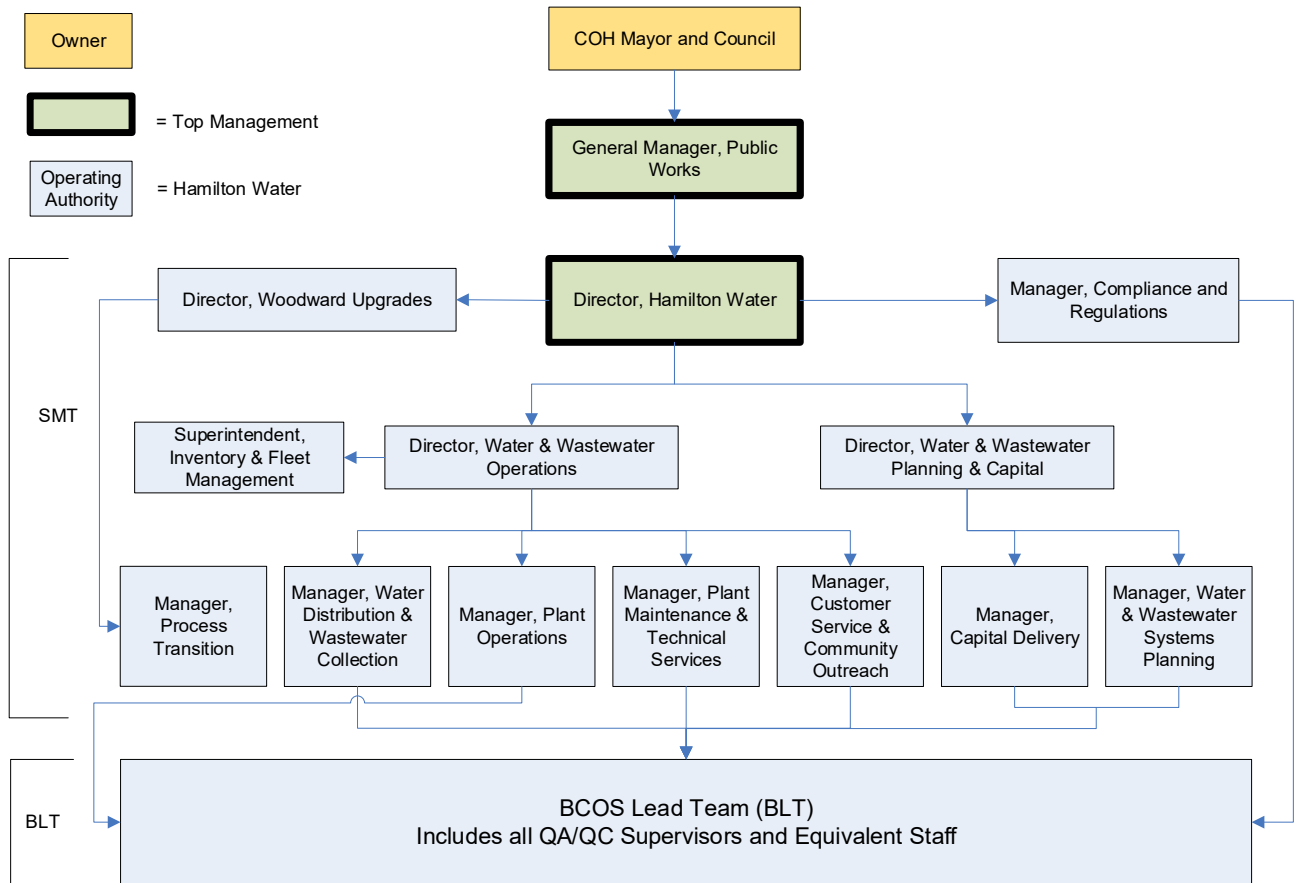 Owner
COH Mayor and Council
= Top Management
General Manager, Public
Works
Operating
Authority
= Hamilton Water
SMT
Director, Woodward Upgrades
Director, Hamilton Water
Manager, Compliance and
Regulations
Superintendent,
Inventory & Fleet
Management
Director, Water & Wastewater
Operations
Director, Water & Wastewater
Planning & Capital
Manager,
Process
Transition
Manager, Water
Distribution &
Wastewater
Collection
Manager, Plant
Operations
Manager, Plant
Maintenance &
Technical
Services
Manager,
Customer
Service &
Community
Outreach
Manager,
Capital Delivery
Manager, Water
& Wastewater
Systems
Planning
BLT
BCOS Lead Team (BLT)
Includes all QA/QC Supervisors and Equivalent Staff